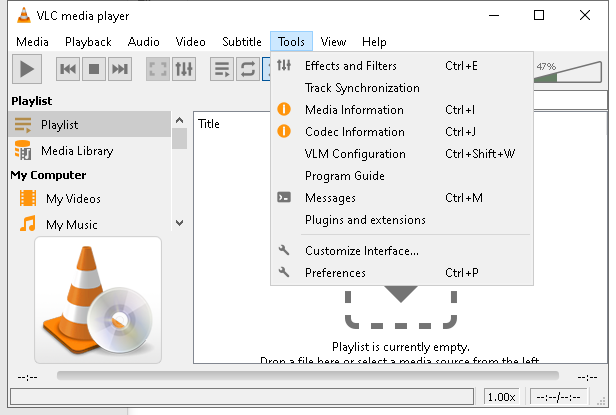 VLC media player
Media Playback Audio Video Subtitle Tools View Help
47%
Effects and Filters Ctrl+E
Track Synchronization
Media Information Ctrl+I
Codec Information Ctrl+J
VLM Configuration Ctrl+Shift+W
Program Guide
Messages Ctrl+M
Plugins and extensions
Customize Interface...
Preferences Ctrl+P
Playlist
Playlist
Media Library
My Computer
My Videos
My Music
Title
Playlist is currently empty.
Drop a file here or select a media source from the left.
--:-- --:--
1.00x --:--/--:--